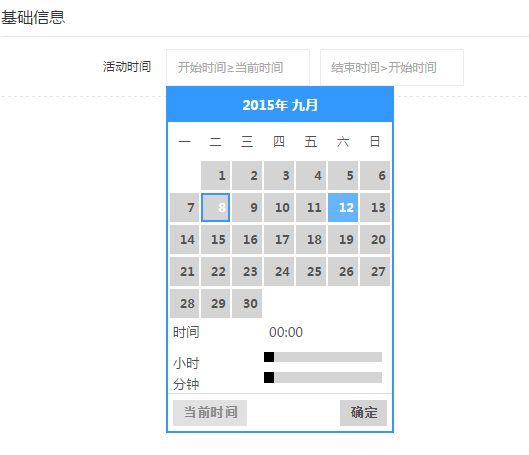 基础信息
活动时间 开始时间≥当前时间 结束时间>开始时间
2015年 九月
一 二 三 四 五 六 日
1 2 3 4 5 6
7 8 9 10 11 12 13
14 15 16 17 18 19 20
21 22 23 24 25 26 27
28 29 30
时间 00:00
小时
分钟
当前时间 确定